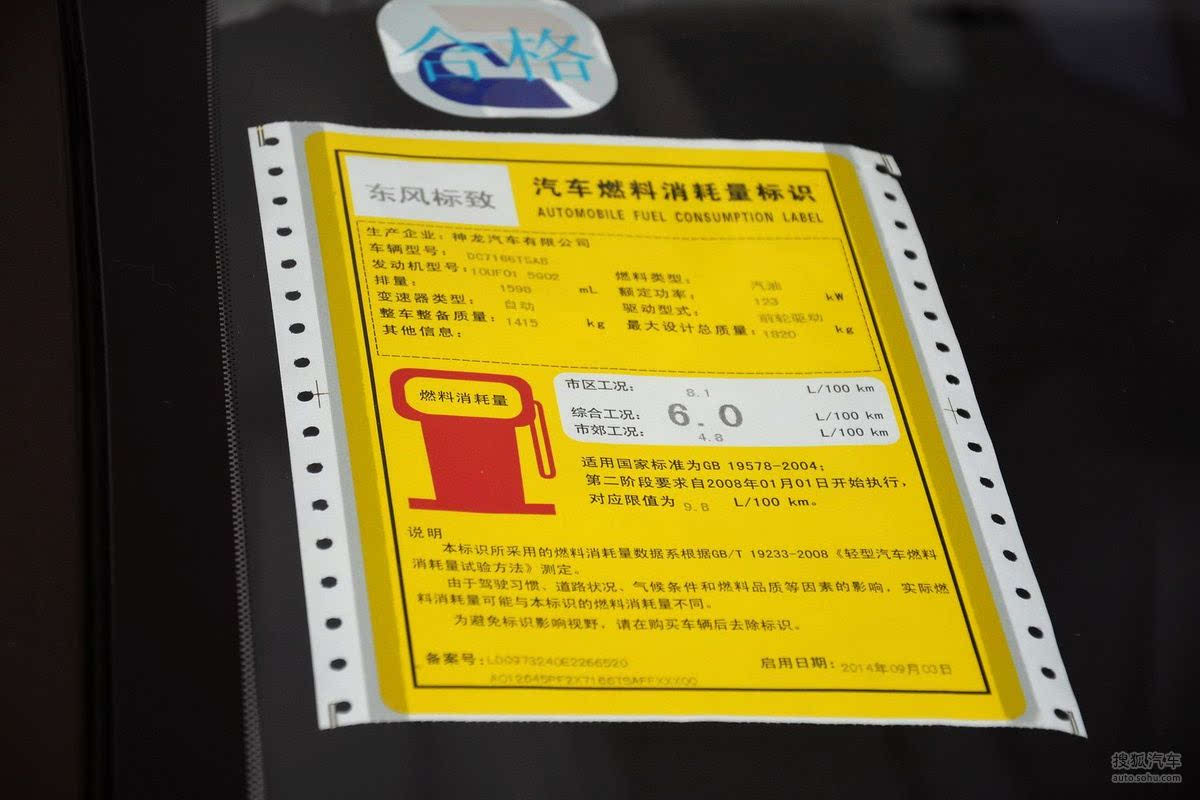 合格
东风标致
汽车燃料消耗量标识
AUTOMOBILE FUEL CONSUMPTION LABEL
生产企业：神龙汽车有限公司
车辆型号： DC7166TSAB
发动机型号：10UF01 5G02 燃料类型： 汽油
排量： 1598 mL 额定功率： 123 kW
变速器类型： 自动 驱动型式： 前轮驱动
整车整备质量：1415 kg 最大设计总质量：1820 kg
其他信息：
燃料消耗量
市区工况： 8.1 L/100 km
综合工况： 6.0 L/100 km
市郊工况： 4.8 L/100 km
适用国家标准为GB 19578-2004；
第二阶段要求自2008年01月01日开始执行，
对应限值为 9.8 L/100 km。
说明
本标识所采用的燃料消耗量数据系根据GB/T 19233-2008《轻型汽车燃料
消耗量试验方法》测定。
由于驾驶习惯、道路状况、气候条件和燃料品质等因素的影响，实际燃
料消耗量可能与本标识的燃料消耗量不同。
为避免标识影响视野，请在购买车辆后去除标识。
备案号：LD0973240E2266520 启用日期：2014年09月03日
搜狐汽车
auto.sohu.com